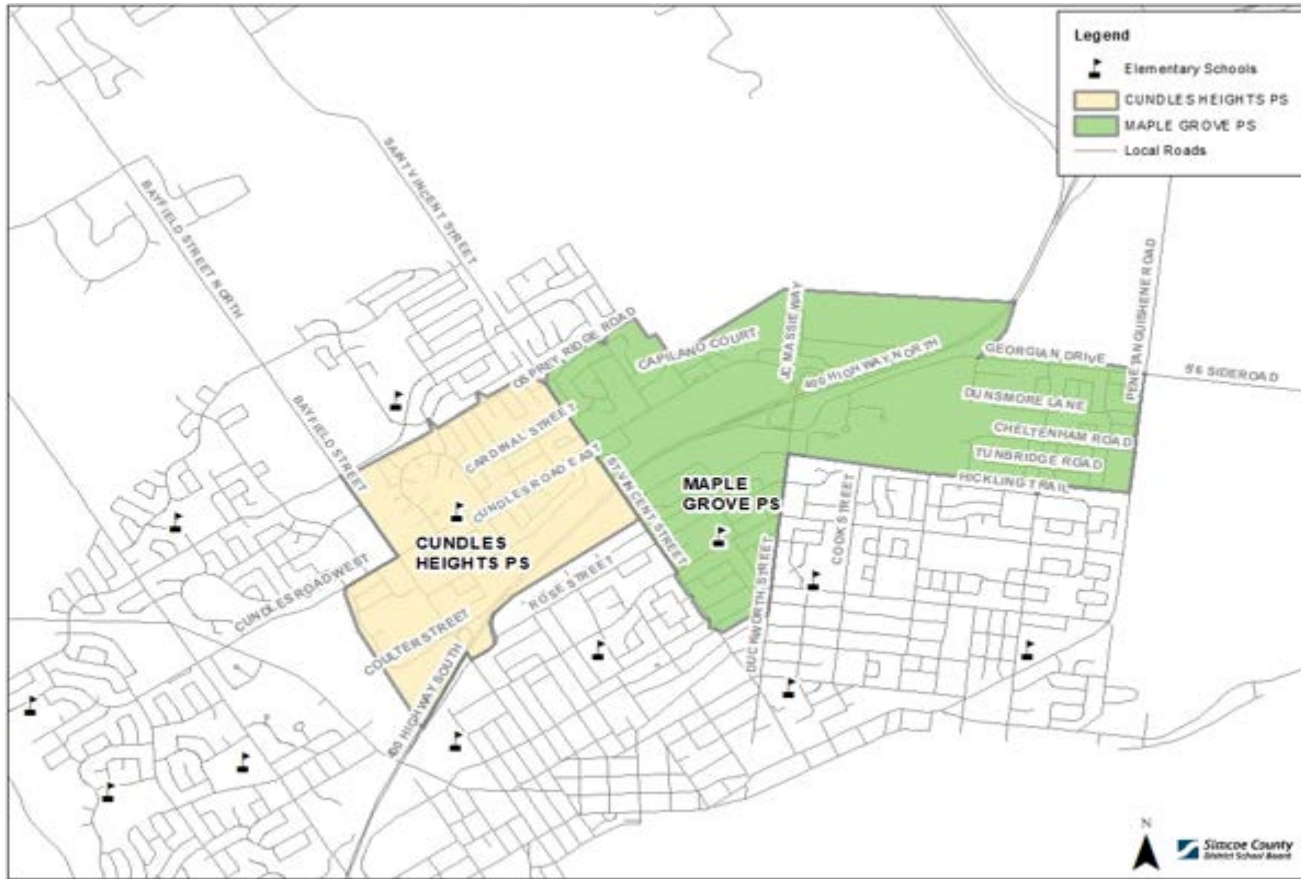 Legend
Elementary Schools
CUNDLES HEIGHTS PS
MAPLE GROVE PS
Local Roads
SAINT VINCENT STREET
BAYFIELD STREET NORTH
OSPREY RIDGE ROAD
CAPILANO COURT
JC MASSIE WAY
400 HIGHWAY NORTH
GEORGIAN DRIVE
PENETANGUISHENE ROAD
5/6 SIDEROAD
DUNSMORE LANE
BAYFIELD STREET
CARDINAL STREET
CHELTENHAM ROAD
TUNBRIDGE ROAD
HICKLING TRAIL
CUNDLES ROAD EAST
ST.VINCENT STREET
MAPLE
GROVE PS
COOK STREET
CUNDLES
HEIGHTS PS
CUNDLES ROAD WEST
ROSE STREET
DUCKWORTH STREET
COULTER STREET
400 HIGHWAY SOUTH
N
Simcoe County
District School Board